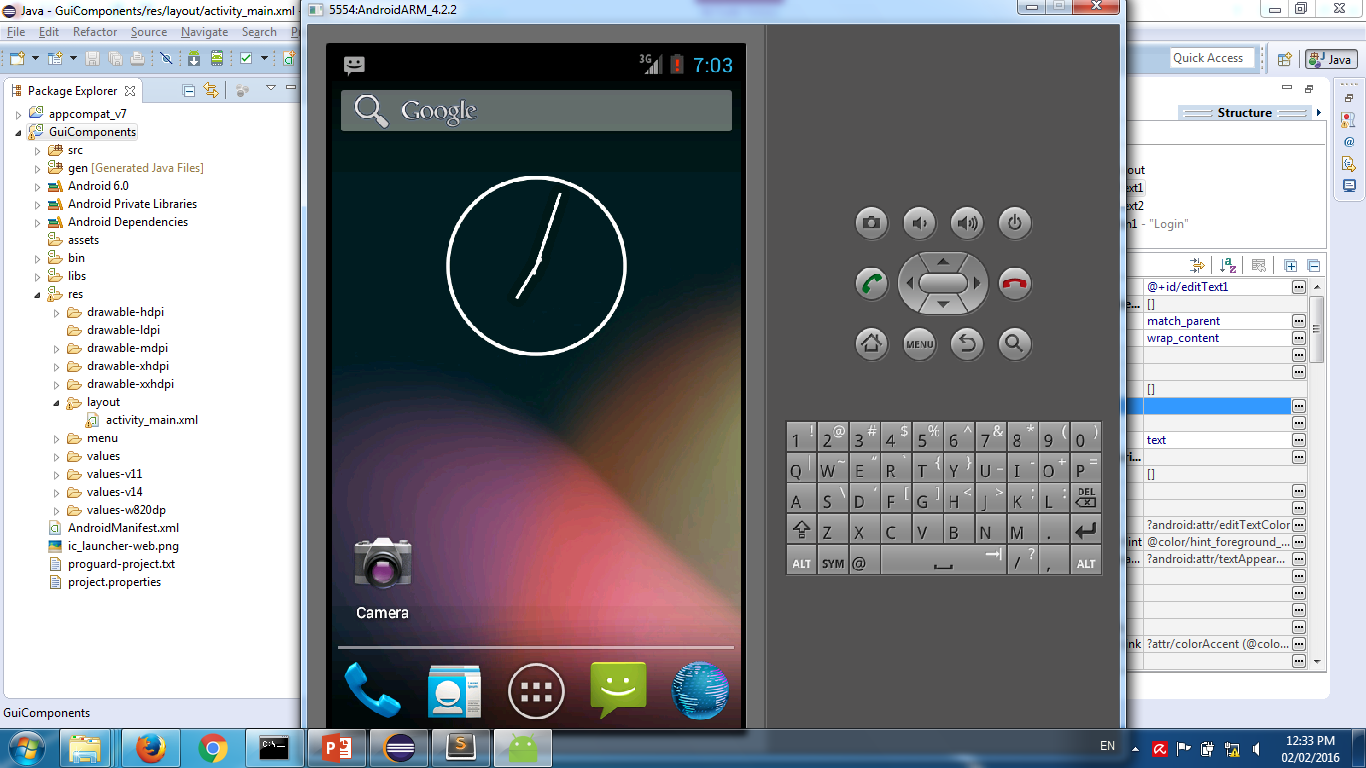 Java - GuiComponents/res/layout/activity_main.xml -
File Edit Refactor Source Navigate Search
Quick Access
Java
Package Explorer
appcompat_v7
GuiComponents
src
gen [Generated Java Files]
Android 6.0
Android Private Libraries
Android Dependencies
assets
bin
libs
res
drawable-hdpi
drawable-ldpi
drawable-mdpi
drawable-xhdpi
drawable-xxhdpi
layout
activity_main.xml
menu
values
values-v11
values-v14
values-w820dp
AndroidManifest.xml
ic_launcher-web.png
proguard-project.txt
project.properties
GuiComponents
5554:AndroidARM_4.2.2
3G 7:03
Google
Camera
MENU
1 ! 2 @ 3 # 4 $ 5 % 6 ^ 7 & 8 * 9 ( 0 )
Q | W ~ E " R ` T { Y } U _ I - O + P =
A S \ D ' F [ G ] H < J > K ; L : DEL
Z X C V B N M .
ALT SYM @ / ? , ALT
Structure
out
xt1
xt2
n1 - "Login"
@+id/editText1
e... []
match_parent
wrap_content
[]
text
ri...
[]
?android:attr/editTextColor
int @color/hint_foreground_...
a... ?android:attr/textAppear...
nk ?attr/colorAccent (@colo...
EN
12:33 PM
02/02/2016